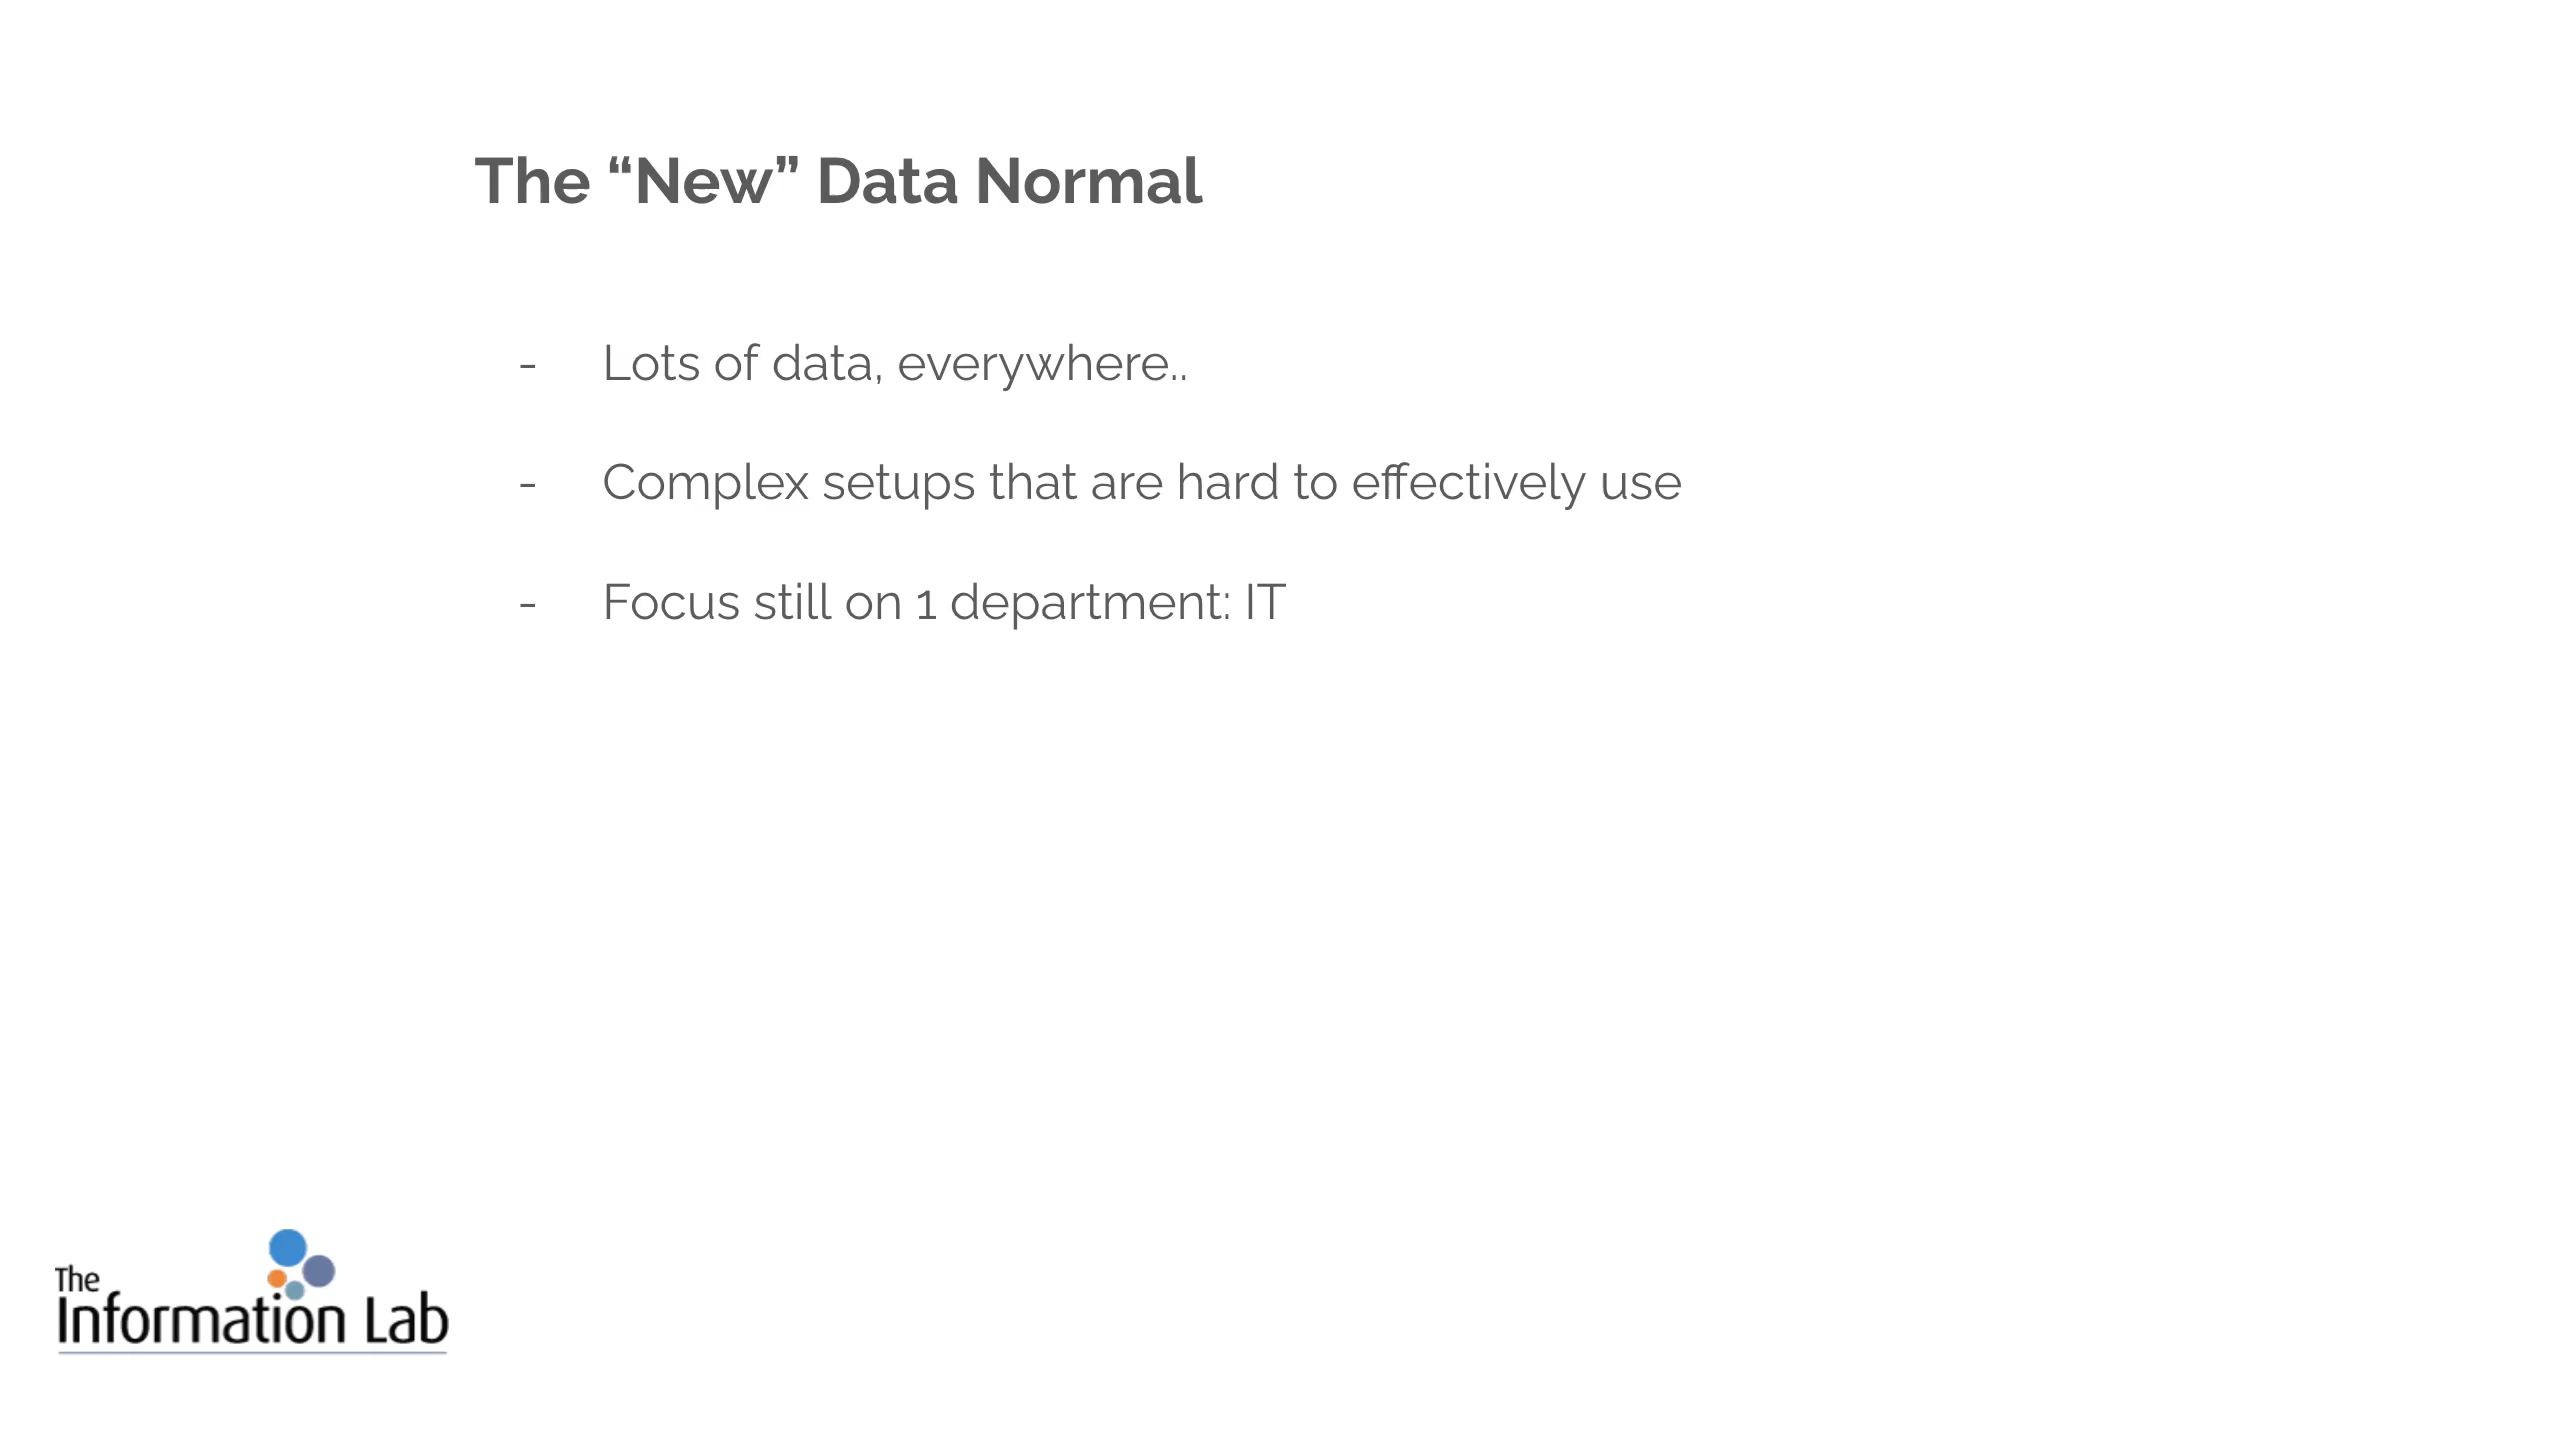 The “New” Data Normal
- Lots of data, everywhere..
- Complex setups that are hard to effectively use
- Focus still on 1 department: IT
The
Information Lab